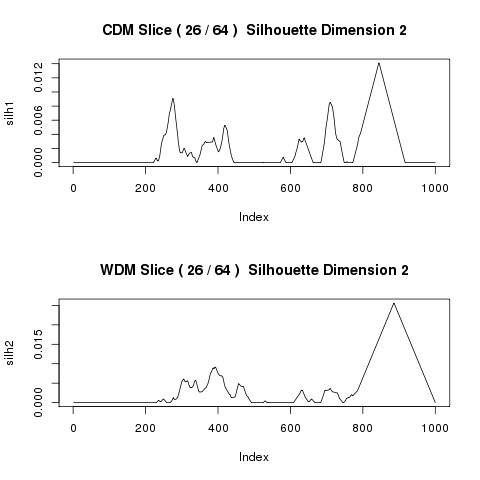 CDM Slice ( 26 / 64 )  Silhouette Dimension 2
silh1
0.012
0.006
0.000
0 200 400 600 800 1000
Index
WDM Slice ( 26 / 64 )  Silhouette Dimension 2
silh2
0.015
0.000
0 200 400 600 800 1000
Index